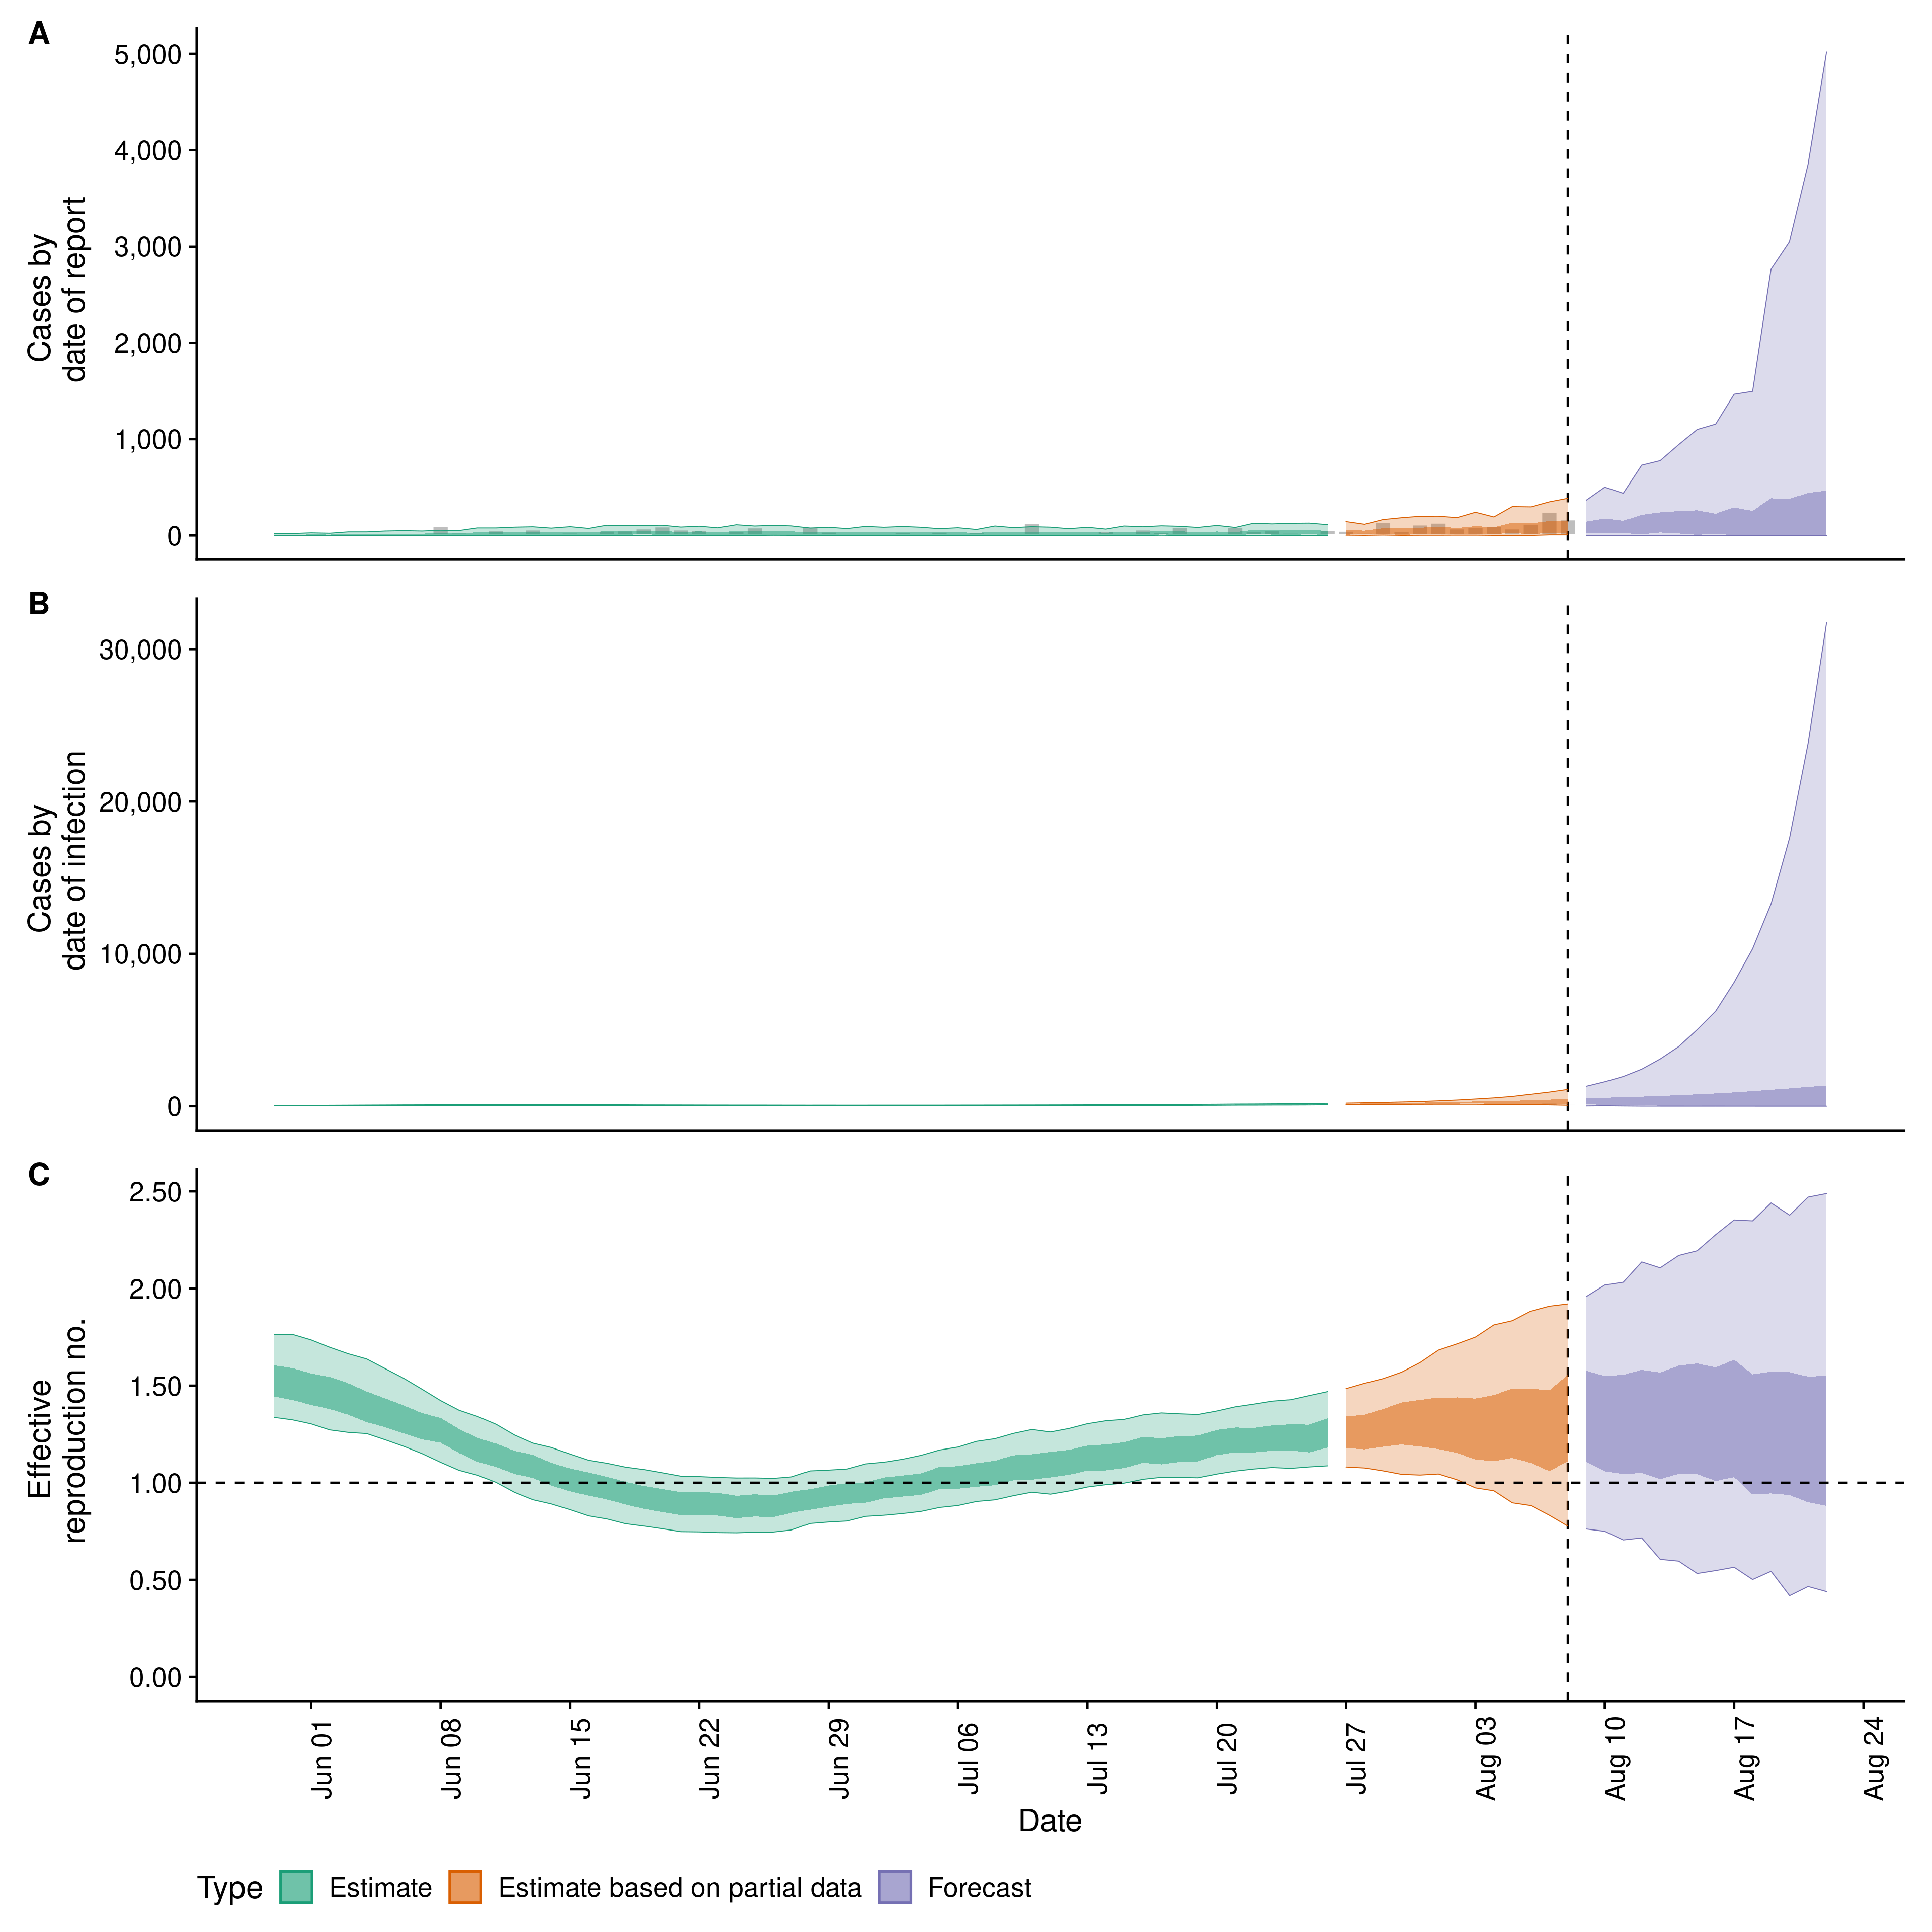 A
5,000
4,000
3,000
2,000
1,000
0
Cases by
date of report
B
30,000
20,000
10,000
0
Cases by
date of infection
C
2.50
2.00
1.50
1.00
0.50
0.00
Effective
reproduction no.
Jun 01
Jun 08
Jun 15
Jun 22
Jun 29
Jul 06
Jul 13
Jul 20
Jul 27
Aug 03
Aug 10
Aug 17
Aug 24
Date
Type Estimate Estimate based on partial data Forecast